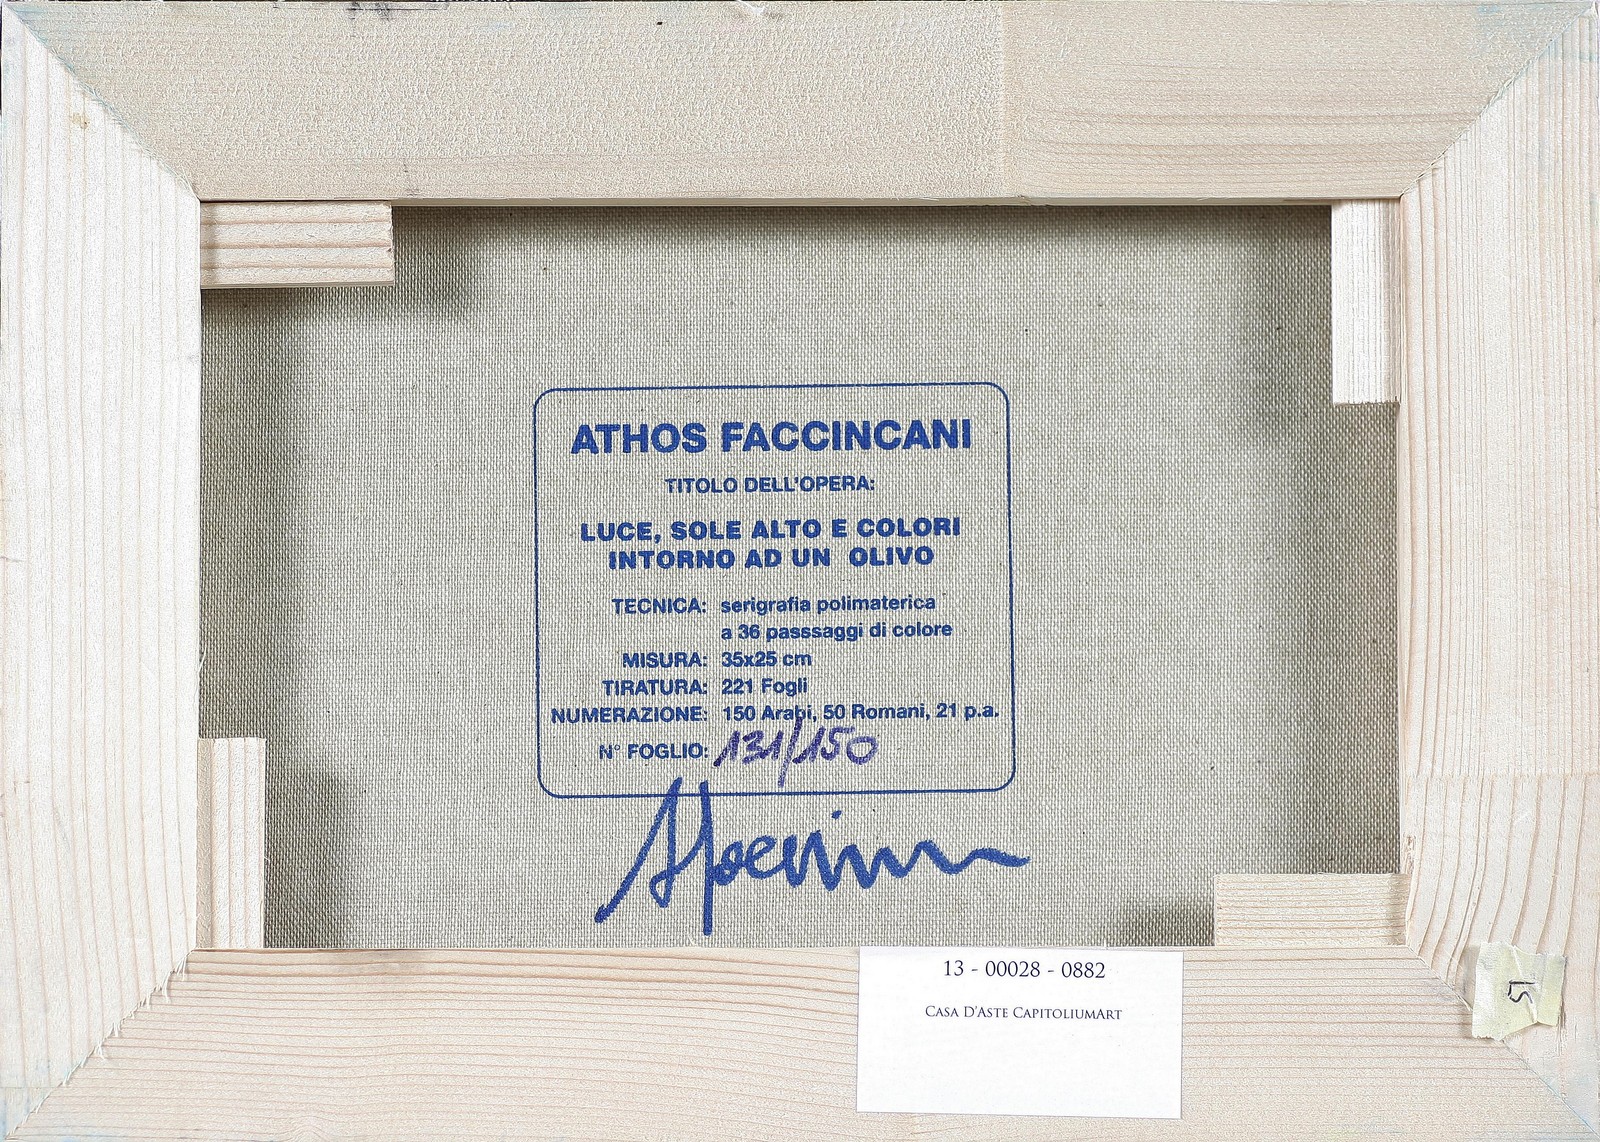 ATHOS FACCINCANI
TITOLO DELL'OPERA:
LUCE, SOLE ALTO E COLORI
INTORNO AD UN OLIVO
TECNICA: serigrafia polimaterica
a 36 passsaggi di colore
MISURA: 35x25 cm
TIRATURA: 221 Fogli
NUMERAZIONE: 150 Arabi, 50 Romani, 21 p.a.
N° FOGLIO: 131/150
13 - 00028 - 0882
CASA D'ASTE CAPITOLIUMART